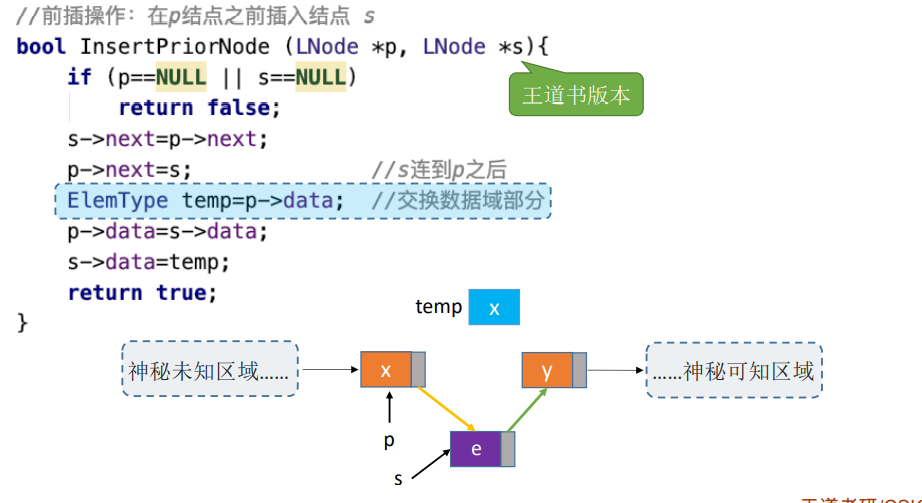 //前插操作：在p结点之前插入结点 s
bool InsertPriorNode (LNode *p, LNode *s){
if (p==NULL || s==NULL)
return false;
王道书版本
s->next=p->next;
p->next=s; //s连到p之后
ElemType temp=p->data; //交换数据域部分
p->data=s->data;
s->data=temp;
return true;
}
temp x
神秘未知区域…… x y ……神秘可知区域
p
e
s